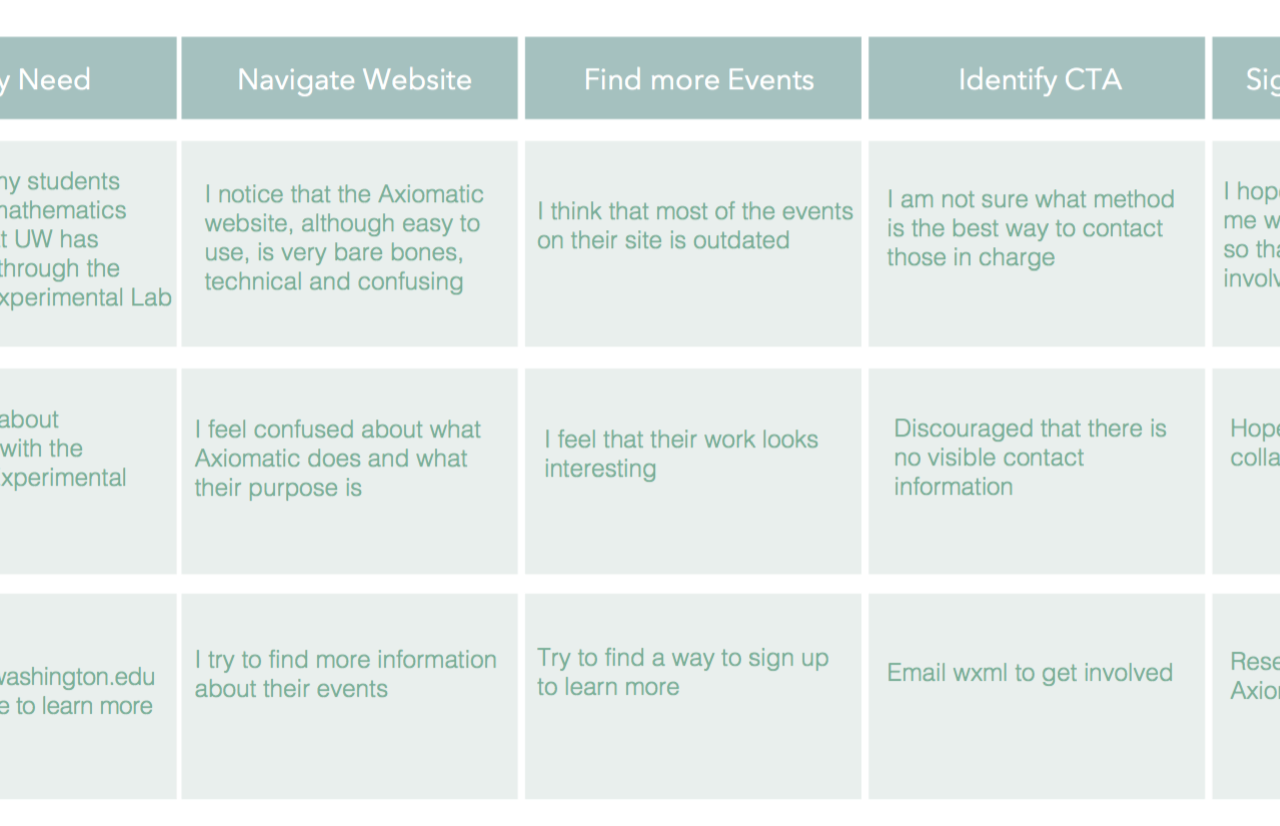 y Need
Navigate Website
Find more Events
Identify CTA
Sig
ny students
nathematics
t UW has
through the
xperimental Lab
I notice that the Axiomatic
website, although easy to
use, is very bare bones,
technical and confusing
I think that most of the events
on their site is outdated
I am not sure what method
is the best way to contact
those in charge
I hope
me w
so tha
involv
about
with the
xperimental
I feel confused about what
Axiomatic does and what
their purpose is
I feel that their work looks
interesting
Discouraged that there is
no visible contact
information
Hope
colla
washington.edu
e to learn more
I try to find more information
about their events
Try to find a way to sign up
to learn more
Email wxml to get involved
Rese
Axio